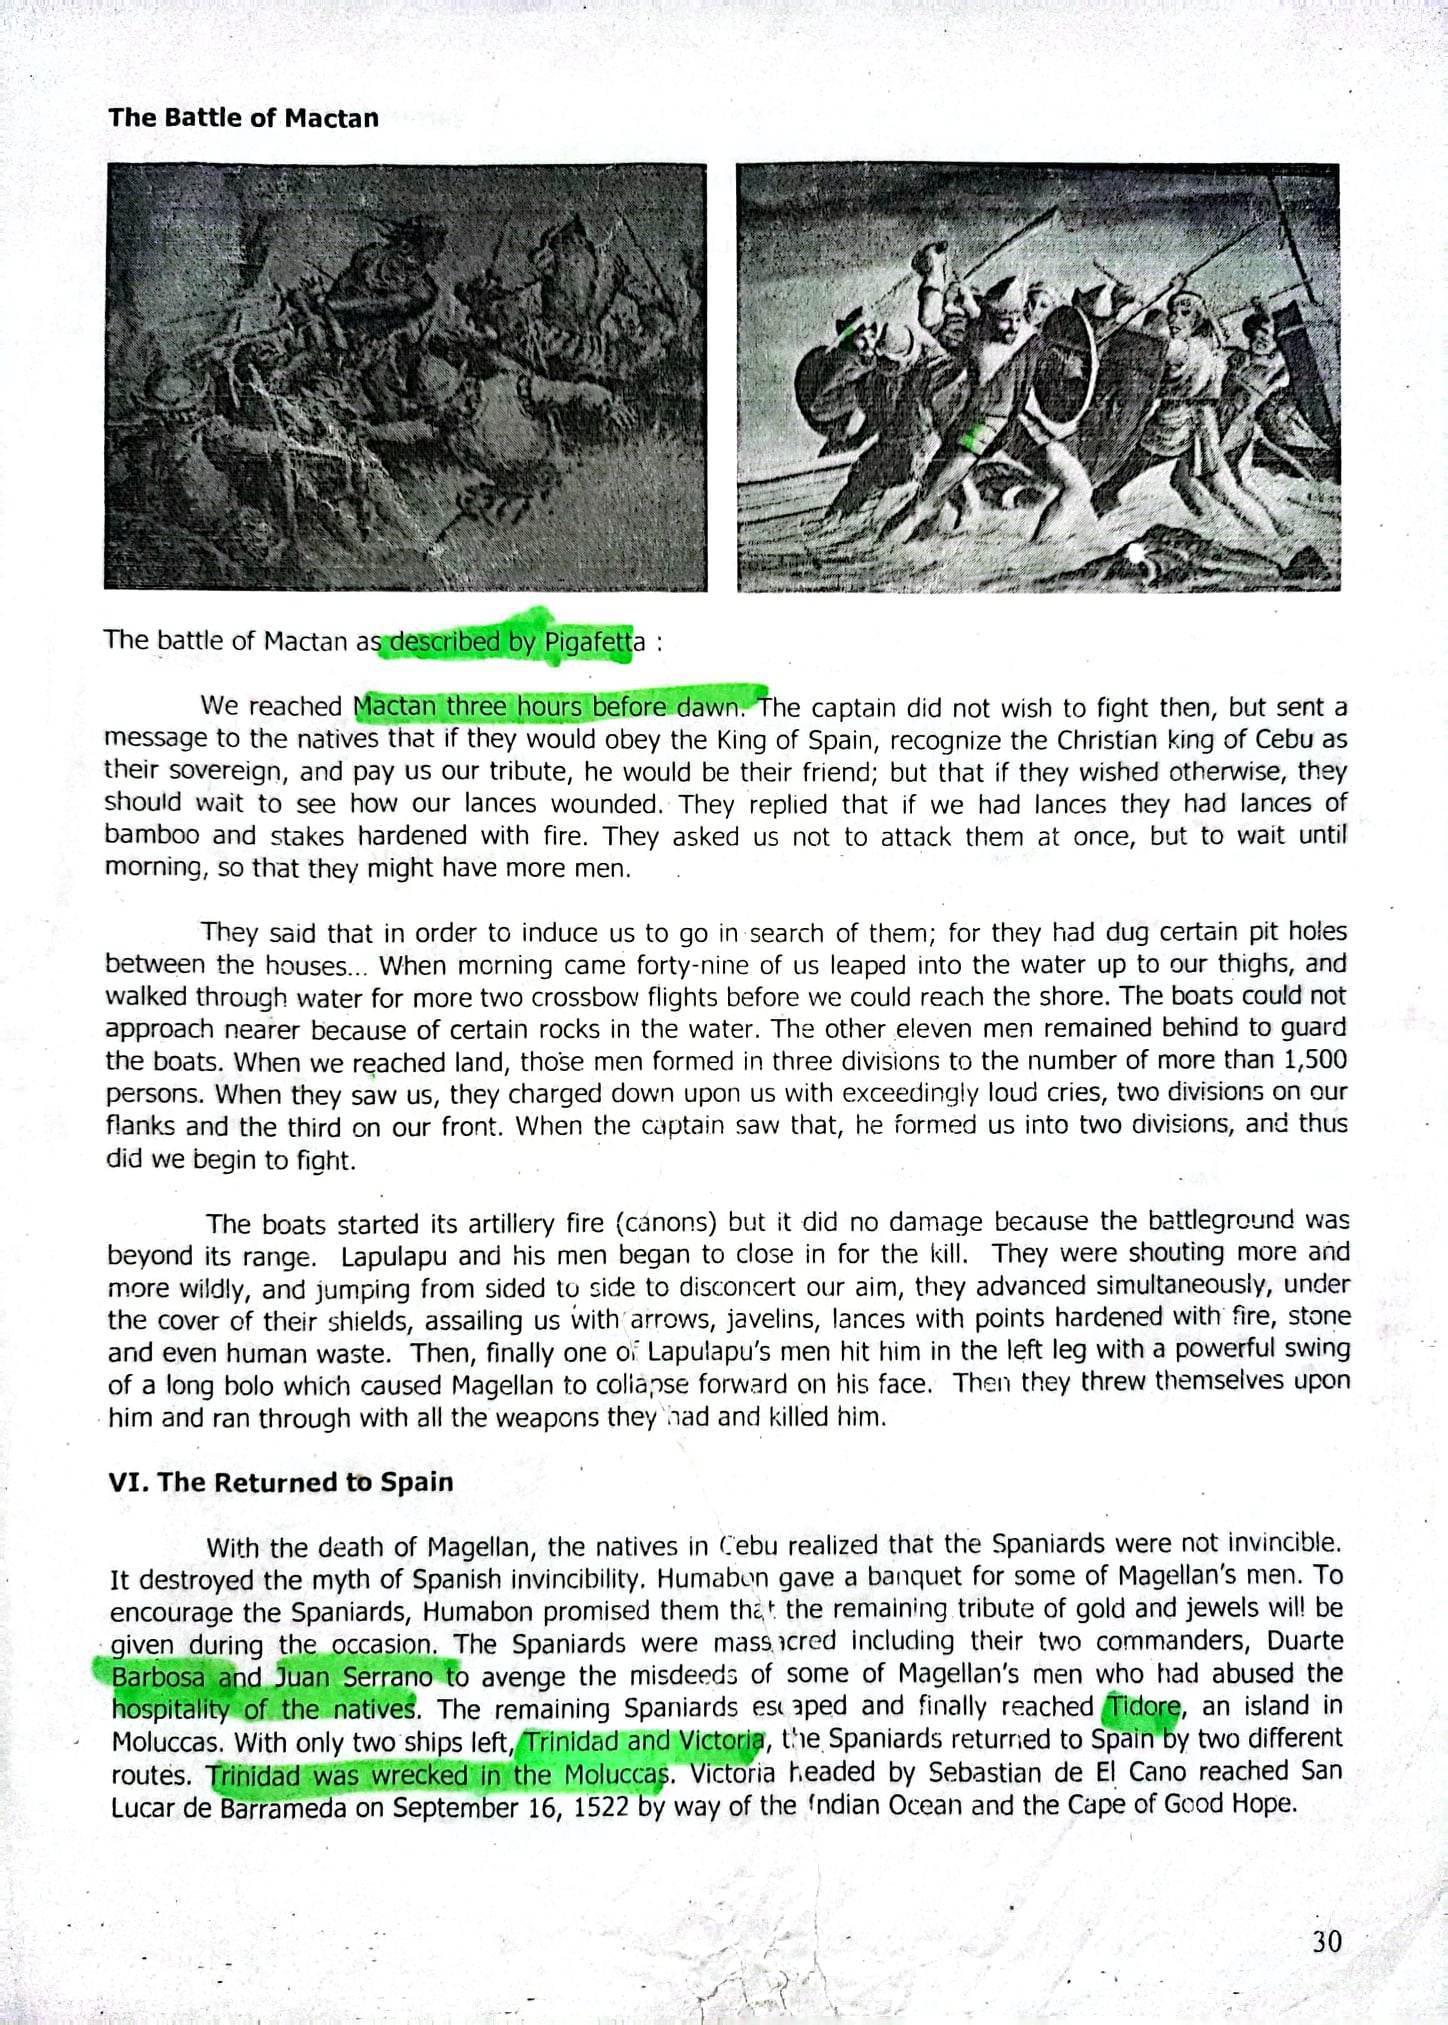 The Battle of Mactan
The battle of Mactan as described by Pigafetta :
We reached Mactan three hours before dawn. The captain did not wish to fight then, but sent a
message to the natives that if they would obey the King of Spain, recognize the Christian king of Cebu as
their sovereign, and pay us our tribute, he would be their friend; but that if they wished otherwise, they
should wait to see how our lances wounded. They replied that if we had lances they had lances of
bamboo and stakes hardened with fire. They asked us not to attack them at once, but to wait until
morning, so that they might have more men.
They said that in order to induce us to go in search of them; for they had dug certain pit holes
between the houses... When morning came forty-nine of us leaped into the water up to our thighs, and
walked through water for more two crossbow flights before we could reach the shore. The boats could not
approach nearer because of certain rocks in the water. The other eleven men remained behind to guard
the boats. When we reached land, those men formed in three divisions to the number of more than 1,500
persons. When they saw us, they charged down upon us with exceedingly loud cries, two divisions on our
flanks and the third on our front. When the captain saw that, he formed us into two divisions, and thus
did we begin to fight.
The boats started its artillery fire (canons) but it did no damage because the battleground was
beyond its range. Lapulapu and his men began to close in for the kill. They were shouting more and
more wildly, and jumping from sided to side to disconcert our aim, they advanced simultaneously, under
the cover of their shields, assailing us with arrows, javelins, lances with points hardened with fire, stone
and even human waste. Then, finally one of Lapulapu's men hit him in the left leg with a powerful swing
of a long bolo which caused Magellan to collapse forward on his face. Then they threw themselves upon
him and ran through with all the weapons they had and killed him.
VI. The Returned to Spain
With the death of Magellan, the natives in Cebu realized that the Spaniards were not invincible.
It destroyed the myth of Spanish invincibility. Humabon gave a banquet for some of Magellan's men. To
encourage the Spaniards, Humabon promised them that the remaining tribute of gold and jewels will be
given during the occasion. The Spaniards were massacred including their two commanders, Duarte
Barbosa and Juan Serrano to avenge the misdeeds of some of Magellan's men who had abused the
hospitality of the natives. The remaining Spaniards escaped and finally reached Tidore, an island in
Moluccas. With only two ships left, Trinidad and Victoria, the Spaniards returned to Spain by two different
routes. Trinidad was wrecked in the Moluccas. Victoria headed by Sebastian de El Cano reached San
Lucar de Barrameda on September 16, 1522 by way of the Indian Ocean and the Cape of Good Hope.
30